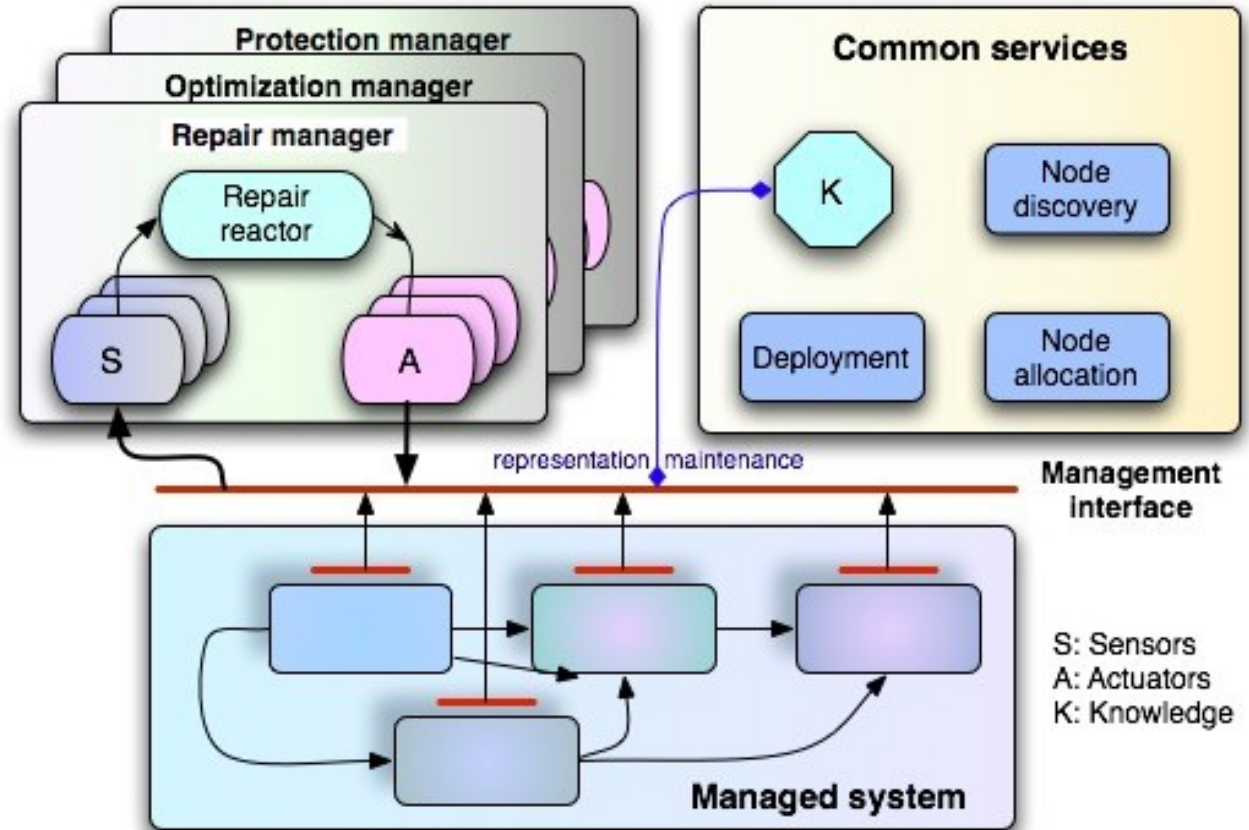 Protection manager
Optimization manager
Repair manager
Repair
reactor
S
A
Common services
K
Node
discovery
Deployment
Node
allocation
representation maintenance
Management
interface
Managed system
S: Sensors
A: Actuators
K: Knowledge